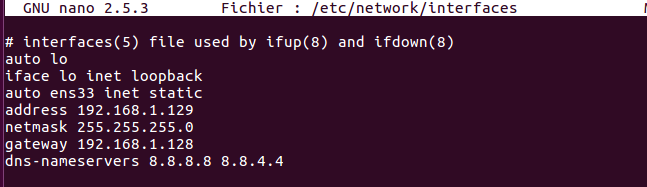 GNU nano 2.5.3 Fichier : /etc/network/interfaces
# interfaces(5) file used by ifup(8) and ifdown(8)
auto lo
iface lo inet loopback
auto ens33 inet static
address 192.168.1.129
netmask 255.255.255.0
gateway 192.168.1.128
dns-nameservers 8.8.8.8 8.8.4.4